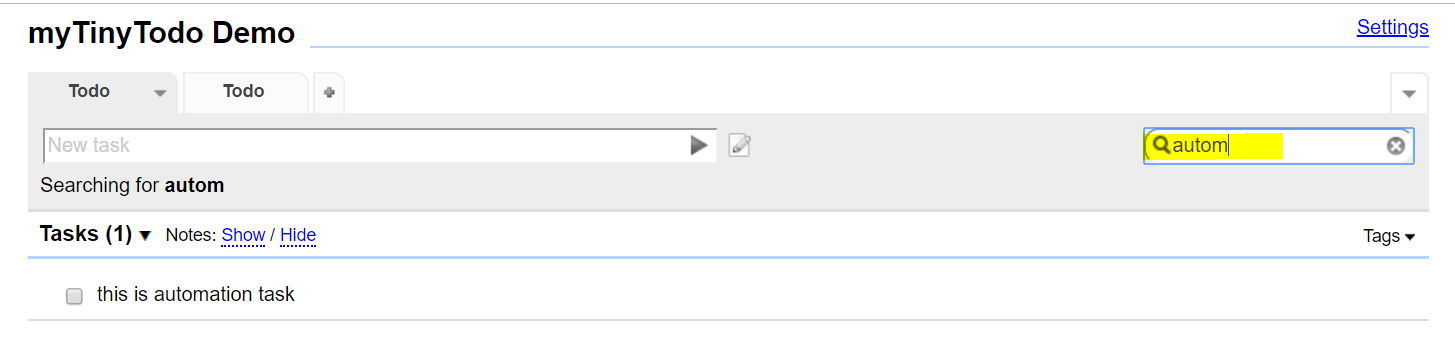 myTinyTodo Demo
Settings
Todo
Todo
New task
autom
Searching for autom
Tasks (1) Notes: Show / Hide
Tags
this is automation task